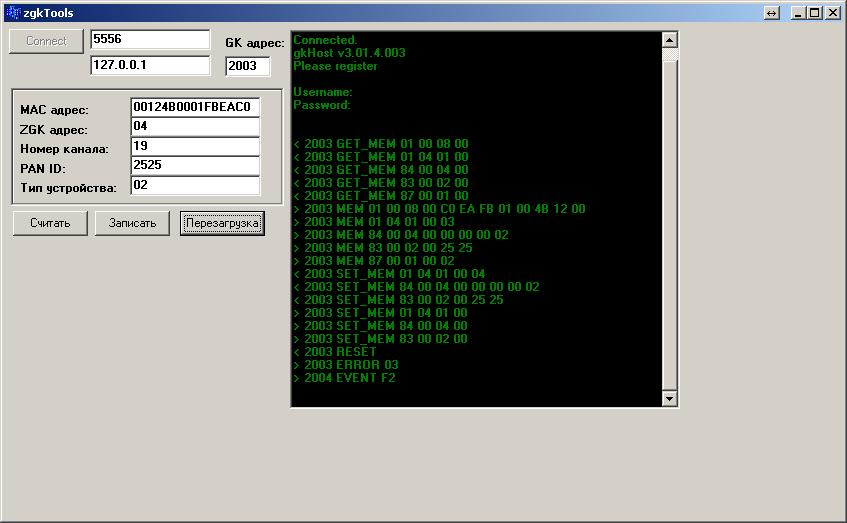 zgkTools
Connect
5556
GK адрес:
127.0.0.1
2003
MAC адрес:
00124B0001FBEAC0
ZGK адрес:
04
Номер канала:
19
PAN ID:
2525
Тип устройства:
02
Считать
Записать
Перезагрузка
Connected.
gkHost v3.01.4.003
Please register
Username:
Password:
< 2003 GET_MEM 01 00 08 00
< 2003 GET_MEM 01 04 01 00
< 2003 GET_MEM 84 00 04 00
< 2003 GET_MEM 83 00 02 00
< 2003 GET_MEM 87 00 01 00
> 2003 MEM 01 00 08 00 C0 EA FB 01 00 4B 12 00
> 2003 MEM 01 04 01 00 03
> 2003 MEM 84 00 04 00 00 00 00 02
> 2003 MEM 83 00 02 00 25 25
> 2003 MEM 87 00 01 00 02
< 2003 SET_MEM 01 04 01 00 04
< 2003 SET_MEM 84 00 04 00 00 00 00 02
< 2003 SET_MEM 83 00 02 00 25 25
> 2003 SET_MEM 01 04 01 00
> 2003 SET_MEM 84 00 04 00
> 2003 SET_MEM 83 00 02 00
< 2003 RESET
> 2003 ERROR 03
> 2004 EVENT F2